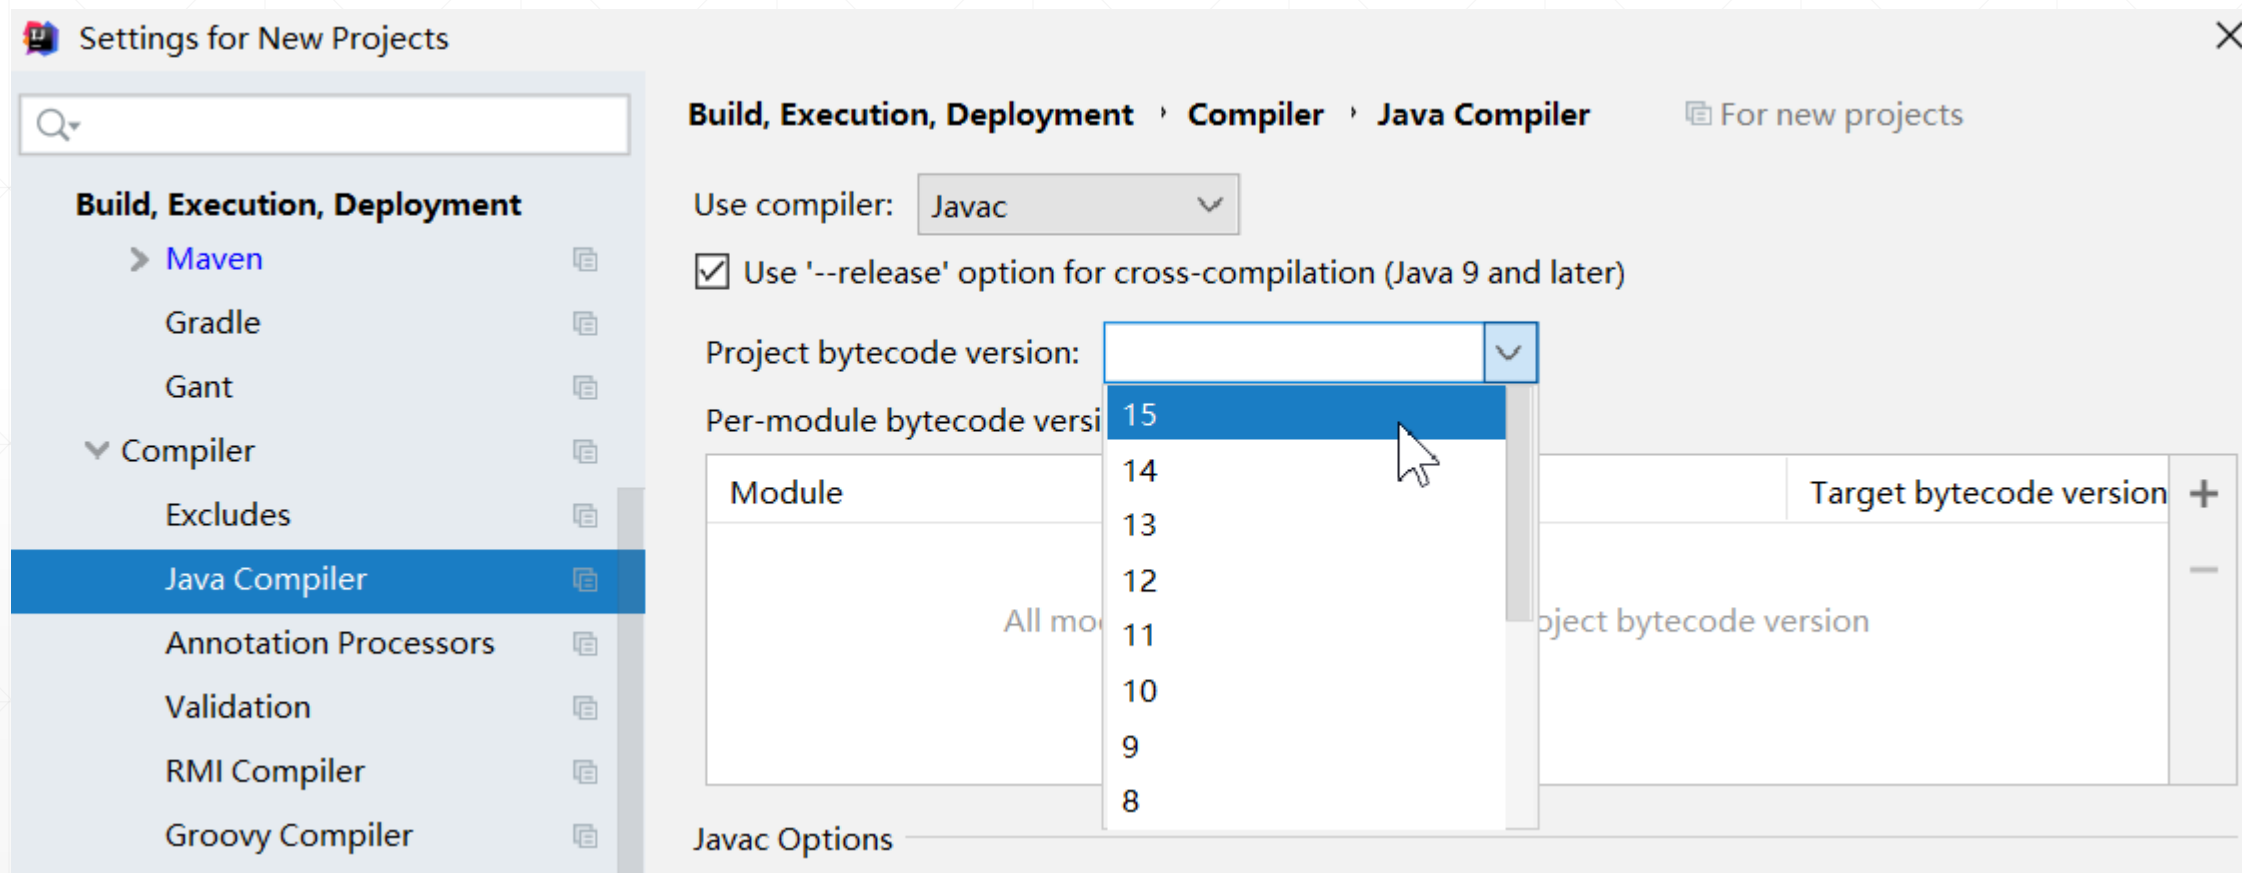 Settings for New Projects
Build, Execution, Deployment
Maven
Gradle
Gant
Compiler
Excludes
Java Compiler
Annotation Processors
Validation
RMI Compiler
Groovy Compiler
Build, Execution, Deployment › Compiler › Java Compiler For new projects
Use compiler: Javac
Use '--release' option for cross-compilation (Java 9 and later)
Project bytecode version:
Per-module bytecode versi
15
14
13
12
11
10
9
8
Module Target bytecode version
All mo oject bytecode version
Javac Options